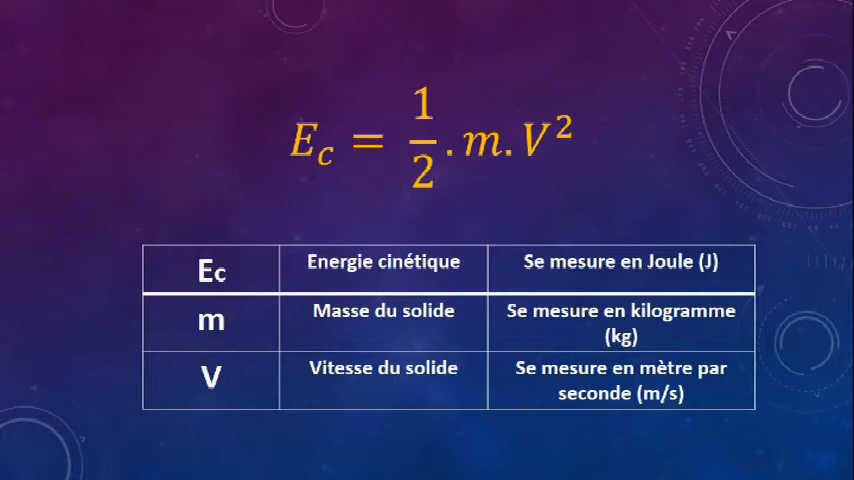 E_c = 1/2 . m . V²
Ec Energie cinétique Se mesure en Joule (J)
m Masse du solide Se mesure en kilogramme
(kg)
V Vitesse du solide Se mesure en mètre par
seconde (m/s)